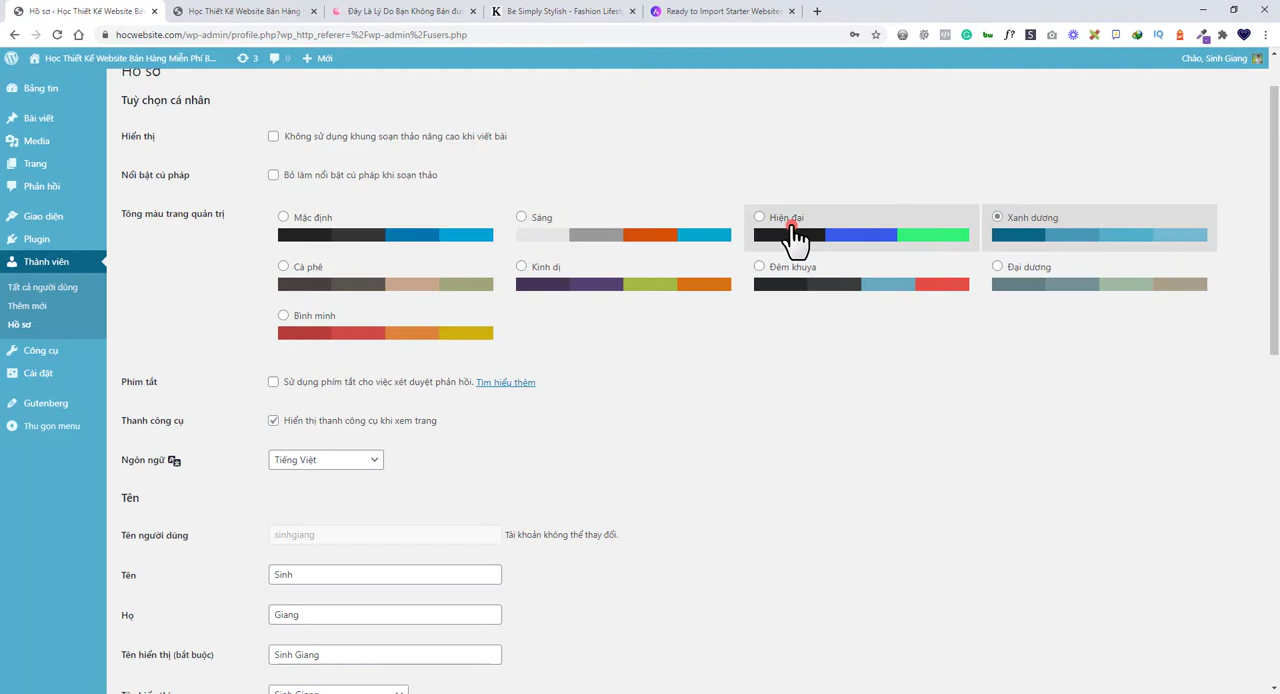 Hồ sơ ‹ Học Thiết Kế Website Bá
Học Thiết Kế Website Bán Hàng
Đây Là Lý Do Bạn Không Bán đượ
Be Simply Stylish - Fashion Lifest
Ready to Import Starter Websites
hocwebsite.com/wp-admin/profile.php?wp_http_referer=%2Fwp-admin%2Fusers.php
Học Thiết Kế Website Bán Hàng Miễn Phí B...
3
0
Mới
Chào, Sinh Giang
Bảng tin
Bài viết
Media
Trang
Phản hồi
Giao diện
Plugin
Thành viên
Tất cả người dùng
Thêm mới
Hồ sơ
Công cụ
Cài đặt
Gutenberg
Thu gọn menu
Hồ sơ
Tuỳ chọn cá nhân
Hiển thị
Không sử dụng khung soạn thảo nâng cao khi viết bài
Nổi bật cú pháp
Bỏ làm nổi bật cú pháp khi soạn thảo
Tông màu trang quản trị
Mặc định
Sáng
Hiện đại
Xanh dương
Cà phê
Kinh dị
Đêm khuya
Đại dương
Bình minh
Phím tắt
Sử dụng phím tắt cho việc xét duyệt phản hồi. Tìm hiểu thêm
Thanh công cụ
Hiển thị thanh công cụ khi xem trang
Ngôn ngữ
Tiếng Việt
Tên
Tên người dùng
sinhgiang
Tài khoản không thể thay đổi.
Tên
Sinh
Họ
Giang
Tên hiển thị (bắt buộc)
Sinh Giang
Tên hiển thị
Sinh Giang